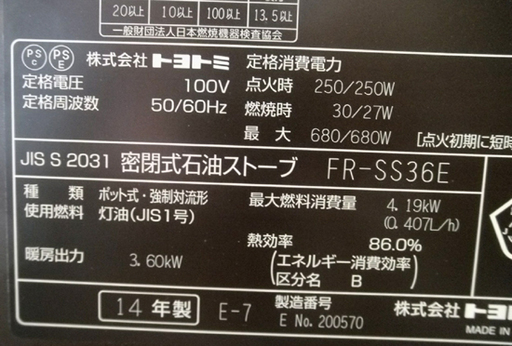 20以上 10以上 100以上 13.5以上
一般財団法人日本燃焼機器検査協会
PS C PS E 株式会社トヨトミ
定格電圧 100V
定格周波数 50/60Hz
定格消費電力
点火時 250/250W
燃焼時 30/27W
最 大 680/680W [点火初期に短時
JIS S 2031 密閉式石油ストーブ FR-SS36E
種 類 ポット式・強制対流形
使用燃料 灯油(JIS1号)
暖房出力 3.60kW
最大燃料消費量 4.19kW
(0.407L/h)
熱効率 86.0%
(エネルギー消費効率)
区分名 B
14年製 E-7 製造番号
E No.200570
株式会社トヨト
MADE IN